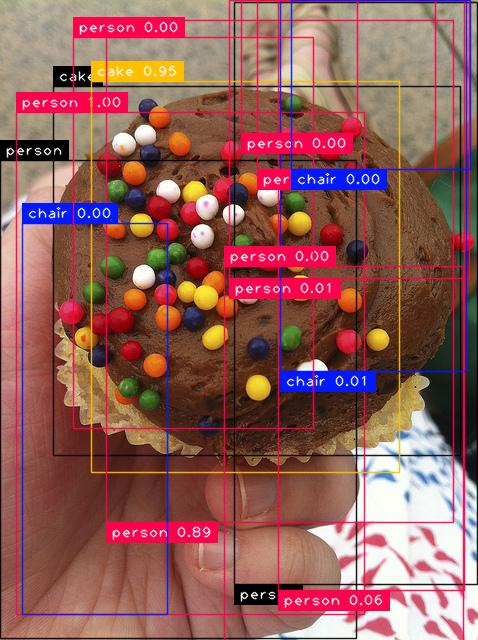 person 0.00
cake
cake 0.95
person 1.00
person 0.00
person
per
chair 0.00
chair 0.00
person 0.00
person 0.01
chair 0.01
person 0.89
pers
person 0.06